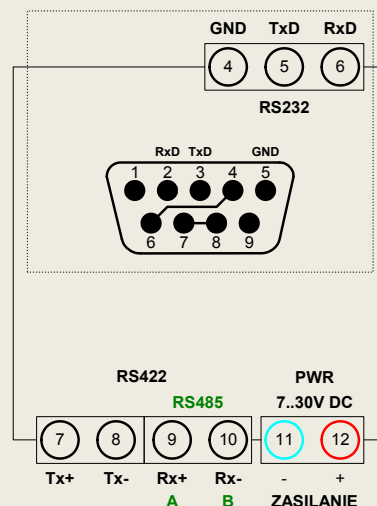 GND TxD RxD
4 5 6
RS232
RxD TxD GND
1 2 3 4 5
6 7 8 9
RS422 PWR
RS485 7..30V DC
7 8 9 10 11 12
Tx+ Tx- Rx+ Rx- - +
A B ZASILANIE